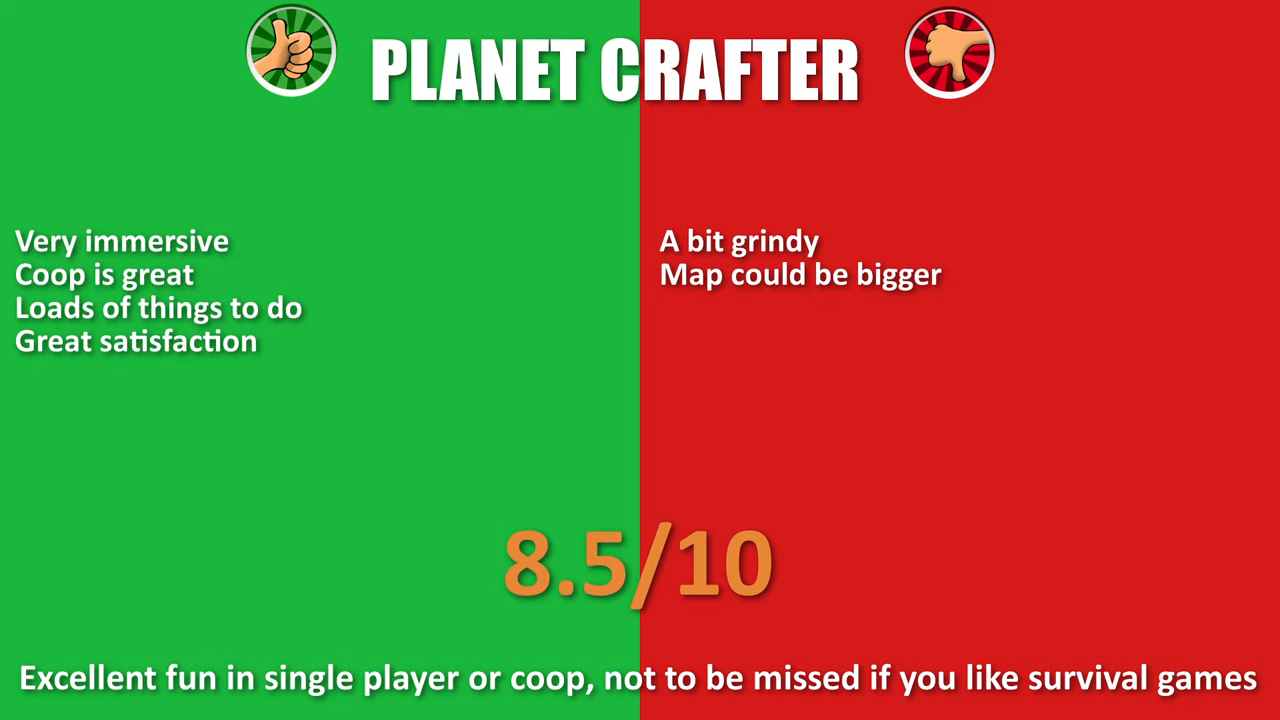 PLANET CRAFTER
Very immersive
Coop is great
Loads of things to do
Great satisfaction
A bit grindy
Map could be bigger
8.5/10
Excellent fun in single player or coop, not to be missed if you like survival games